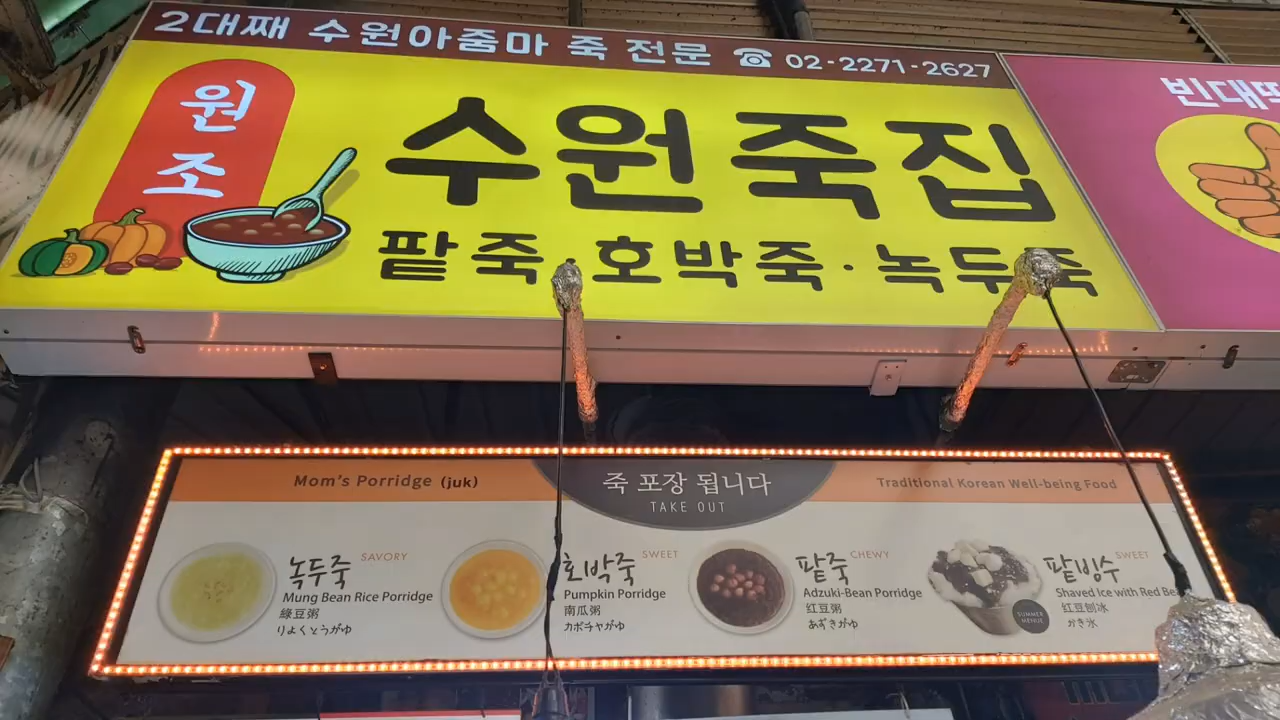 2대째 수원아줌마 죽 전문 ☎ 02-2271-2627
원조
수원죽집
팥죽·호박죽·녹두죽
빈대떡
Mom's Porridge (juk)
죽 포장 됩니다
TAKE OUT
Traditional Korean Well-being Food
녹두죽 SAVORY
Mung Bean Rice Porridge
綠豆粥
りょくとうがゆ
호박죽 SWEET
Pumpkin Porridge
南瓜粥
カボチャがゆ
팥죽 CHEWY
Adzuki-Bean Porridge
红豆粥
あずきがゆ
팥빙수 SWEET
Shaved Ice with Red
红豆刨冰
かき氷
SUMMER
MENUE